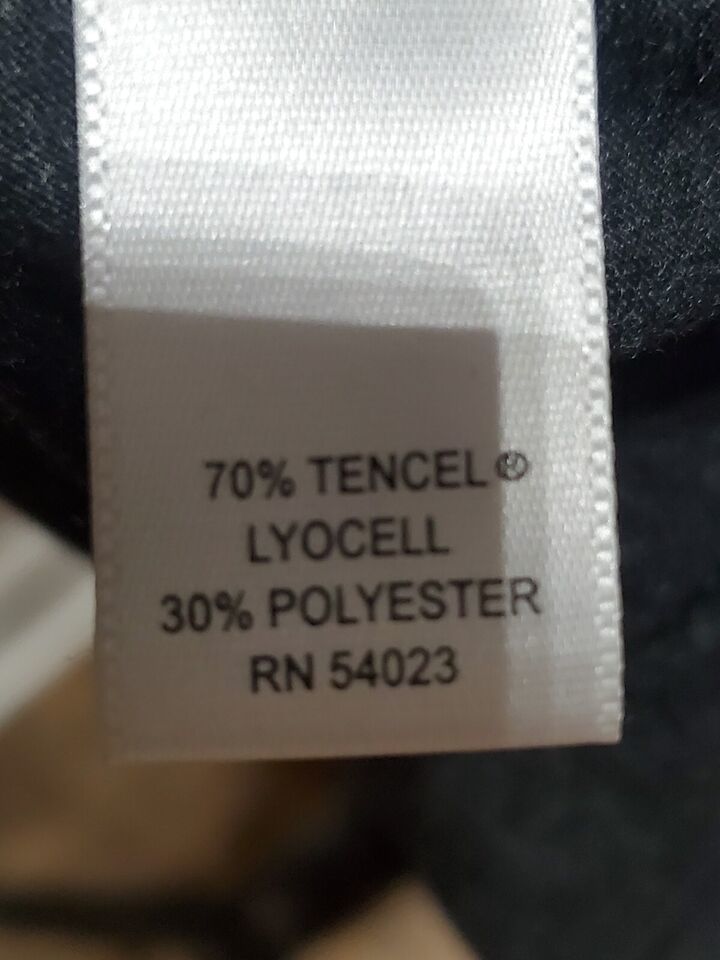 70% TENCEL®
LYOCELL
30% POLYESTER
RN 54023